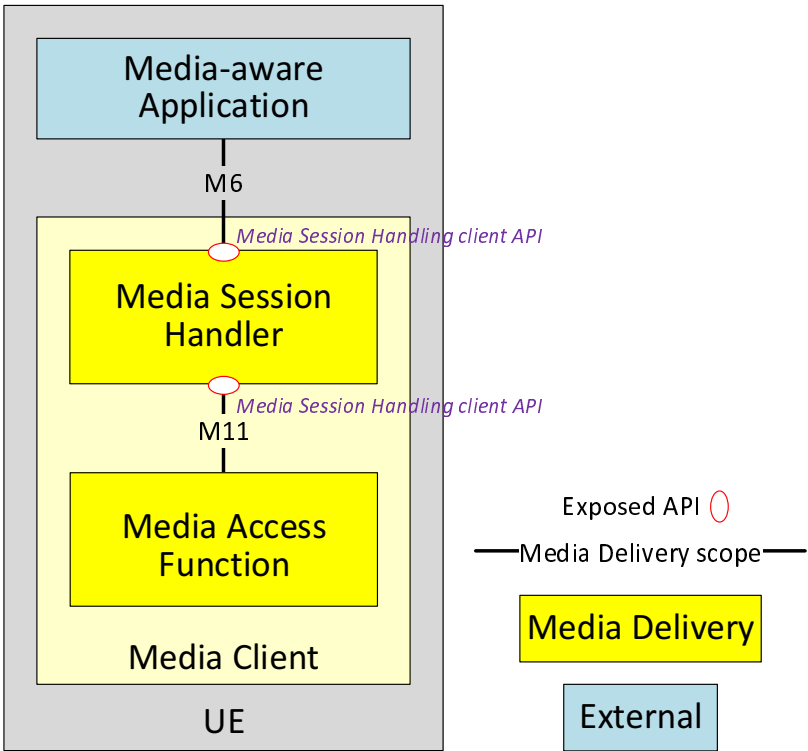 Media-aware
Application
M6
Media Session Handling client API
Media Session
Handler
Media Session Handling client API
M11
Media Access
Function
Media Client
UE
Exposed API
Media Delivery scope
Media Delivery
External